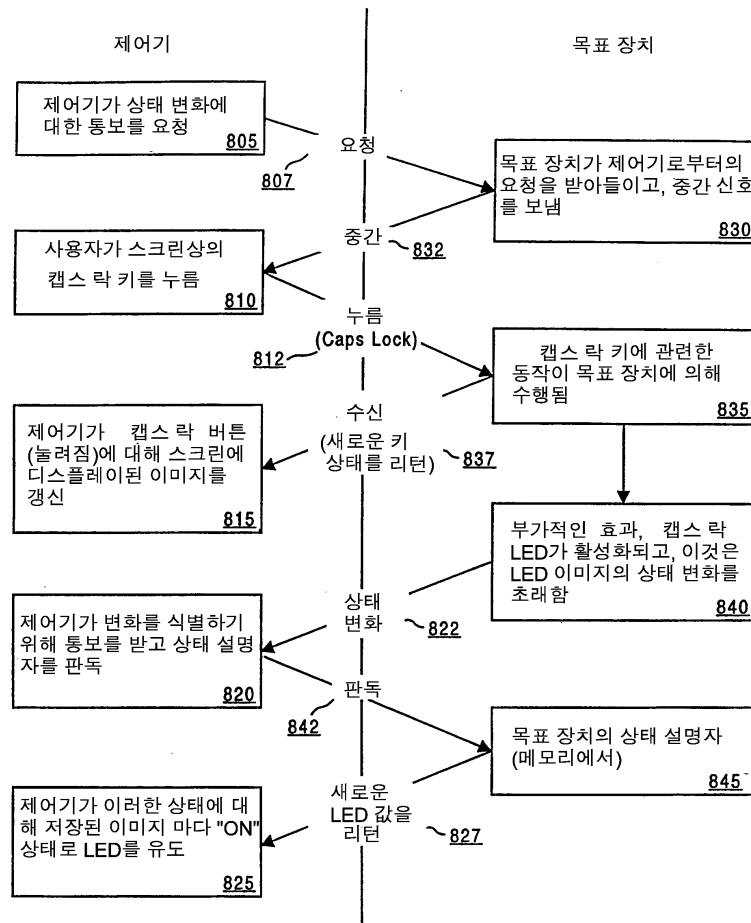 제어기
목표 장치
제어기가 상태 변화에
대한 통보를 요청
805
요청
807
목표 장치가 제어기로부터의
요청을 받아들이고, 중간 신호
를 보냄
830
중간
832
사용자가 스크린상의
캡스 락 키를 누름
810
누름
(Caps Lock)
812
캡스 락 키에 관련한
동작이 목표 장치에 의해
수행됨
835
수신
(새로운 키
상태를 리턴)
837
제어기가 캡스 락 버튼
(눌려짐)에 대해 스크린에
디스플레이된 이미지를
갱신
815
부가적인 효과, 캡스 락
LED가 활성화되고, 이것은
LED 이미지의 상태 변화를
초래함
840
상태
변화
822
제어기가 변화를 식별하기
위해 통보를 받고 상태 설명
자를 판독
820
판독
842
목표 장치의 상태 설명자
(메모리에서)
845
새로운
LED 값을
리턴
827
제어기가 이러한 상태에 대
해 저장된 이미지 마다 "ON"
상태로 LED를 유도
825